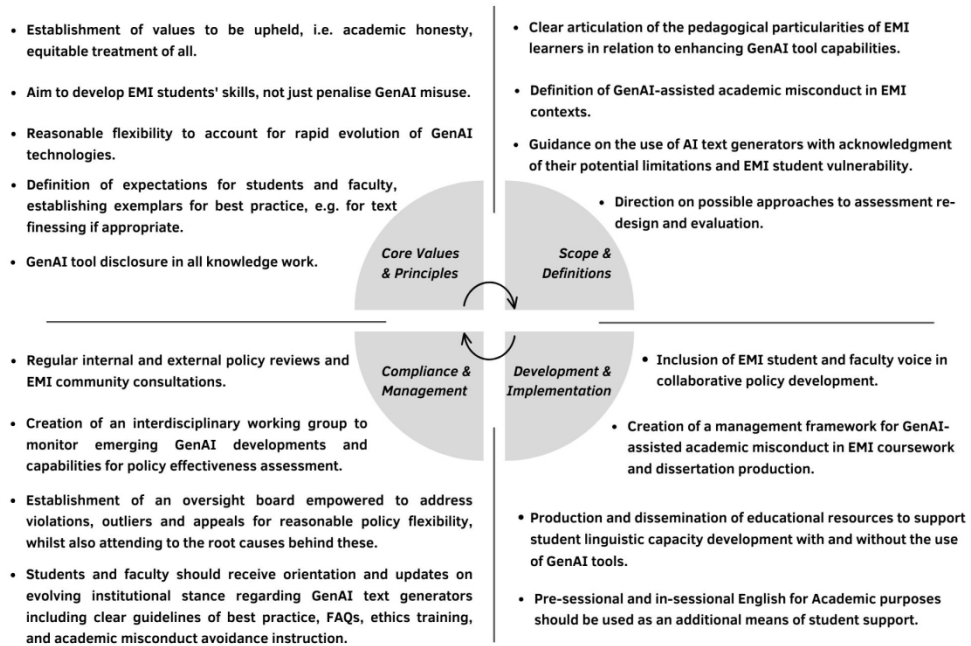 • Establishment of values to be upheld, i.e. academic honesty,
equitable treatment of all.
• Aim to develop EMI students' skills, not just penalise GenAI misuse.
• Reasonable flexibility to account for rapid evolution of GenAI
technologies.
• Definition of expectations for students and faculty,
establishing exemplars for best practice, e.g. for text
finessing if appropriate.
• GenAI tool disclosure in all knowledge work.
Core Values
& Principles
• Clear articulation of the pedagogical particularities of EMI
learners in relation to enhancing GenAI tool capabilities.
• Definition of GenAI-assisted academic misconduct in EMI
contexts.
• Guidance on the use of AI text generators with acknowledgment
of their potential limitations and EMI student vulnerability.
• Direction on possible approaches to assessment re-
design and evaluation.
Scope &
Definitions
• Regular internal and external policy reviews and
EMI community consultations.
• Creation of an interdisciplinary working group to
monitor emerging GenAI developments and
capabilities for policy effectiveness assessment.
• Establishment of an oversight board empowered to address
violations, outliers and appeals for reasonable policy flexibility,
whilst also attending to the root causes behind these.
• Students and faculty should receive orientation and updates on
evolving institutional stance regarding GenAI text generators
including clear guidelines of best practice, FAQs, ethics training,
and academic misconduct avoidance instruction.
Compliance &
Management
Development &
Implementation
• Inclusion of EMI student and faculty voice in
collaborative policy development.
• Creation of a management framework for GenAI-
assisted academic misconduct in EMI coursework
and dissertation production.
• Production and dissemination of educational resources to support
student linguistic capacity development with and without the use
of GenAI tools.
• Pre-sessional and in-sessional English for Academic purposes
should be used as an additional means of student support.